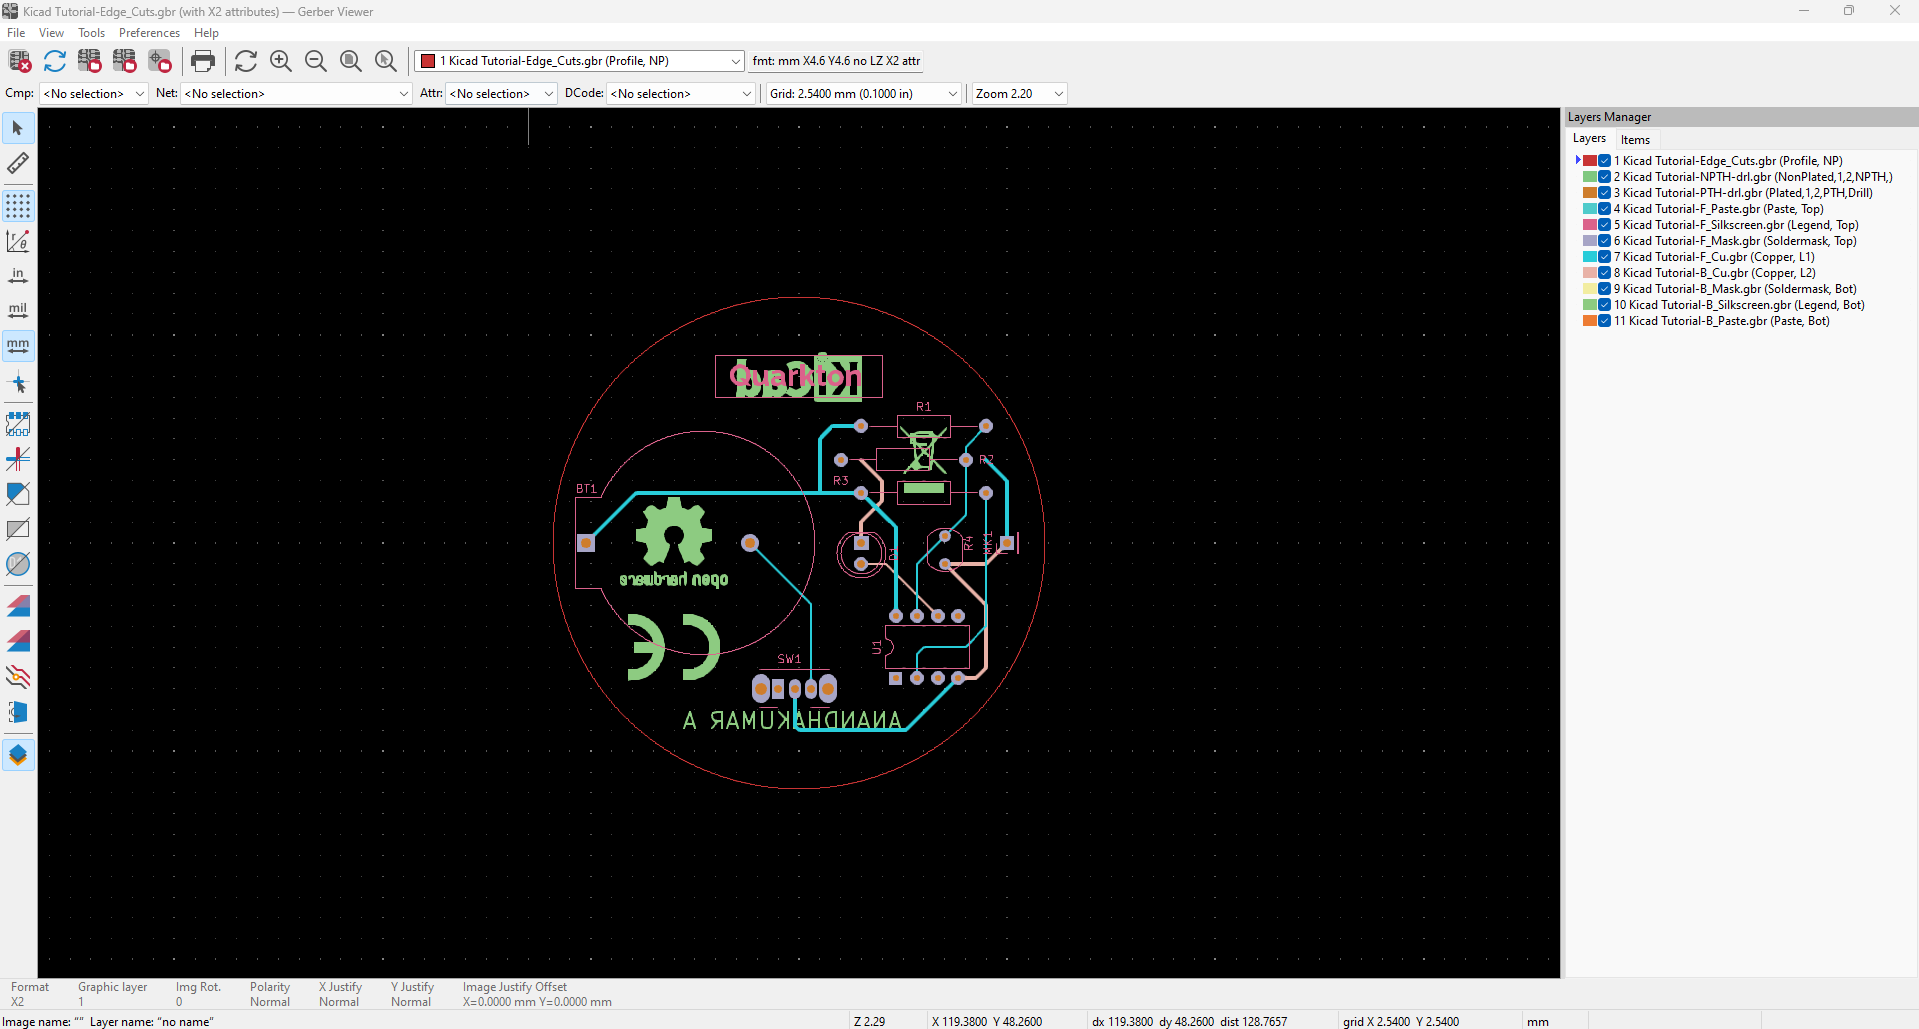 Kicad Tutorial-Edge_Cuts.gbr (with X2 attributes) — Gerber Viewer
File View Tools Preferences Help
1 Kicad Tutorial-Edge_Cuts.gbr (Profile, NP) fmt: mm X4.6 Y4.6 no LZ X2 attr
Cmp: <No selection> Net: <No selection> Attr: <No selection> DCode: <No selection> Grid: 2.5400 mm (0.1000 in) Zoom 2.20
Layers Manager
Layers Items
1 Kicad Tutorial-Edge_Cuts.gbr (Profile, NP)
2 Kicad Tutorial-NPTH-drl.gbr (NonPlated,1,2,NPTH,)
3 Kicad Tutorial-PTH-drl.gbr (Plated,1,2,PTH,Drill)
4 Kicad Tutorial-F_Paste.gbr (Paste, Top)
5 Kicad Tutorial-F_Silkscreen.gbr (Legend, Top)
6 Kicad Tutorial-F_Mask.gbr (Soldermask, Top)
7 Kicad Tutorial-F_Cu.gbr (Copper, L1)
8 Kicad Tutorial-B_Cu.gbr (Copper, L2)
9 Kicad Tutorial-B_Mask.gbr (Soldermask, Bot)
10 Kicad Tutorial-B_Silkscreen.gbr (Legend, Bot)
11 Kicad Tutorial-B_Paste.gbr (Paste, Bot)
r θ
in
mil
mm
Quarkton
KiCad
R1
R2
R3
BT1
D1
R4
MK1
open hardware
CE
U1
SW1
ANANDHAKUMAR A
Format Graphic layer Img Rot. Polarity X Justify Y Justify Image Justify Offset
X2 1 0 Normal Normal Normal X=0.0000 mm Y=0.0000 mm
Image name: "" Layer name: "no name" Z 2.29 X 119.3800 Y 48.2600 dx 119.3800 dy 48.2600 dist 128.7657 grid X 2.5400 Y 2.5400 mm